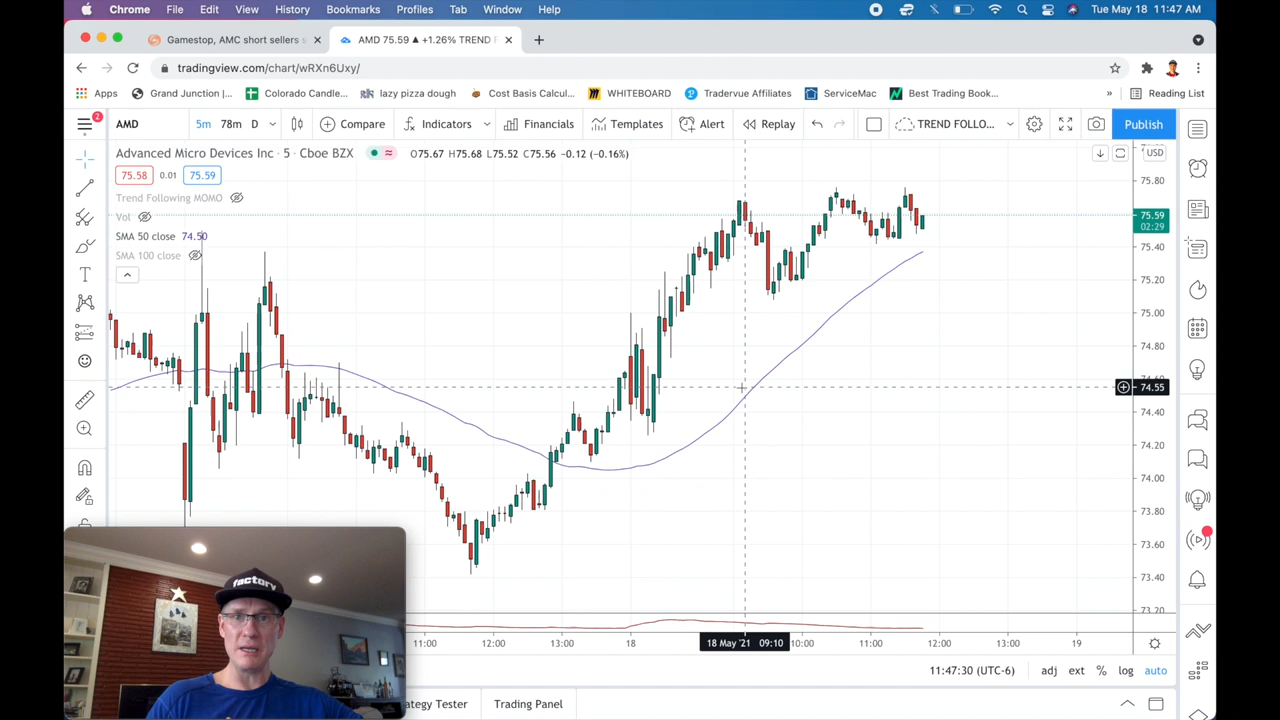 Chrome File Edit View History Bookmarks Profiles Tab Window Help Tue May 18 11:47 AM
Gamestop, AMC short sellers s
AMD 75.59 ▲ +1.26% TREND F
tradingview.com/chart/wRXn6Uxy/
Apps Grand Junction |... Colorado Candle... lazy pizza dough Cost Basis Calcul... WHITEBOARD Tradervue Affiliates ServiceMac Best Trading Book... » Reading List
2 AMD 5m 78m D Compare Indicators Financials Templates Alert Replay TREND FOLLO... Publish
Advanced Micro Devices Inc · 5 · Cboe BZX O75.67 H75.68 L75.52 C75.56 −0.12 (−0.16%) USD
75.58 0.01 75.59
75.80
Trend Following MOMO
Vol
75.59
02:29
SMA 50 close 74.50
75.40
SMA 100 close
75.20
75.00
74.80
74.55
74.40
74.20
74.00
73.80
73.60
73.40
73.20
factory
11:00 12:00 13:00 18 18 May '21 09:10 10:00 11:00 12:00 13:00 19
11:47:30 (UTC-6) adj ext % log auto
ategy Tester Trading Panel